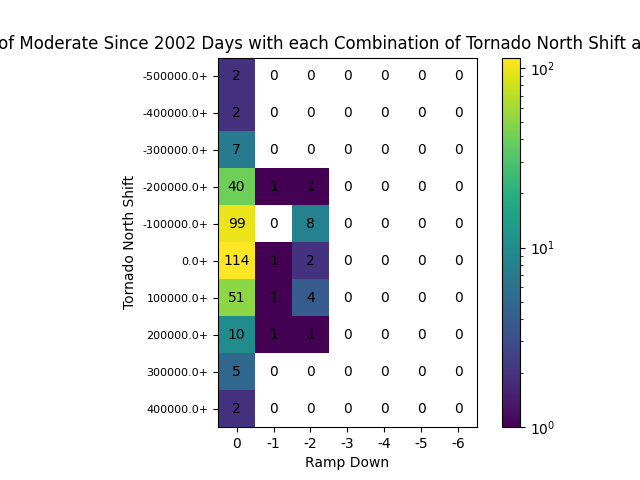 of Moderate Since 2002 Days with each Combination of Tornado North Shift a
-500000.0+ 2 0 0 0 0 0 0
-400000.0+ 2 0 0 0 0 0 0
-300000.0+ 7 0 0 0 0 0 0
-200000.0+ 40 1 1 0 0 0 0
-100000.0+ 99 0 8 0 0 0 0
0.0+ 114 1 2 0 0 0 0
100000.0+ 51 1 4 0 0 0 0
200000.0+ 10 1 1 0 0 0 0
300000.0+ 5 0 0 0 0 0 0
400000.0+ 2 0 0 0 0 0 0
0 -1 -2 -3 -4 -5 -6
Ramp Down
Tornado North Shift
10²
10¹
10⁰